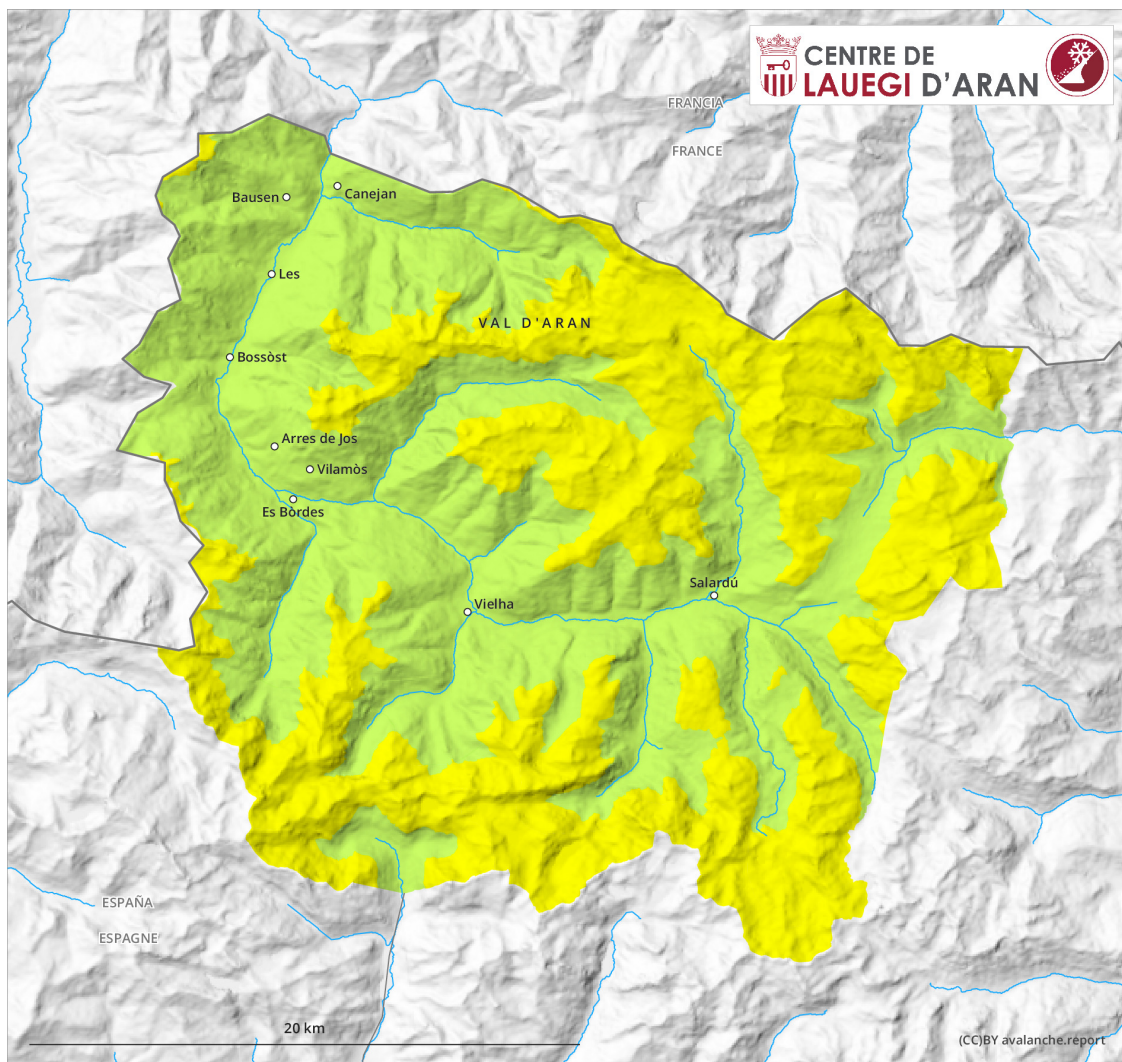 CENTRE DE
LAUEGI D'ARAN
FRANCIA
FRANCE
Canejan
Bausen
Les
VAL D'ARAN
Bossòst
Arres de Jos
Vilamòs
Es Bòrdes
Salardú
Vielha
ESPAÑA
ESPAGNE
20 km
(CC)BY avalanche.report